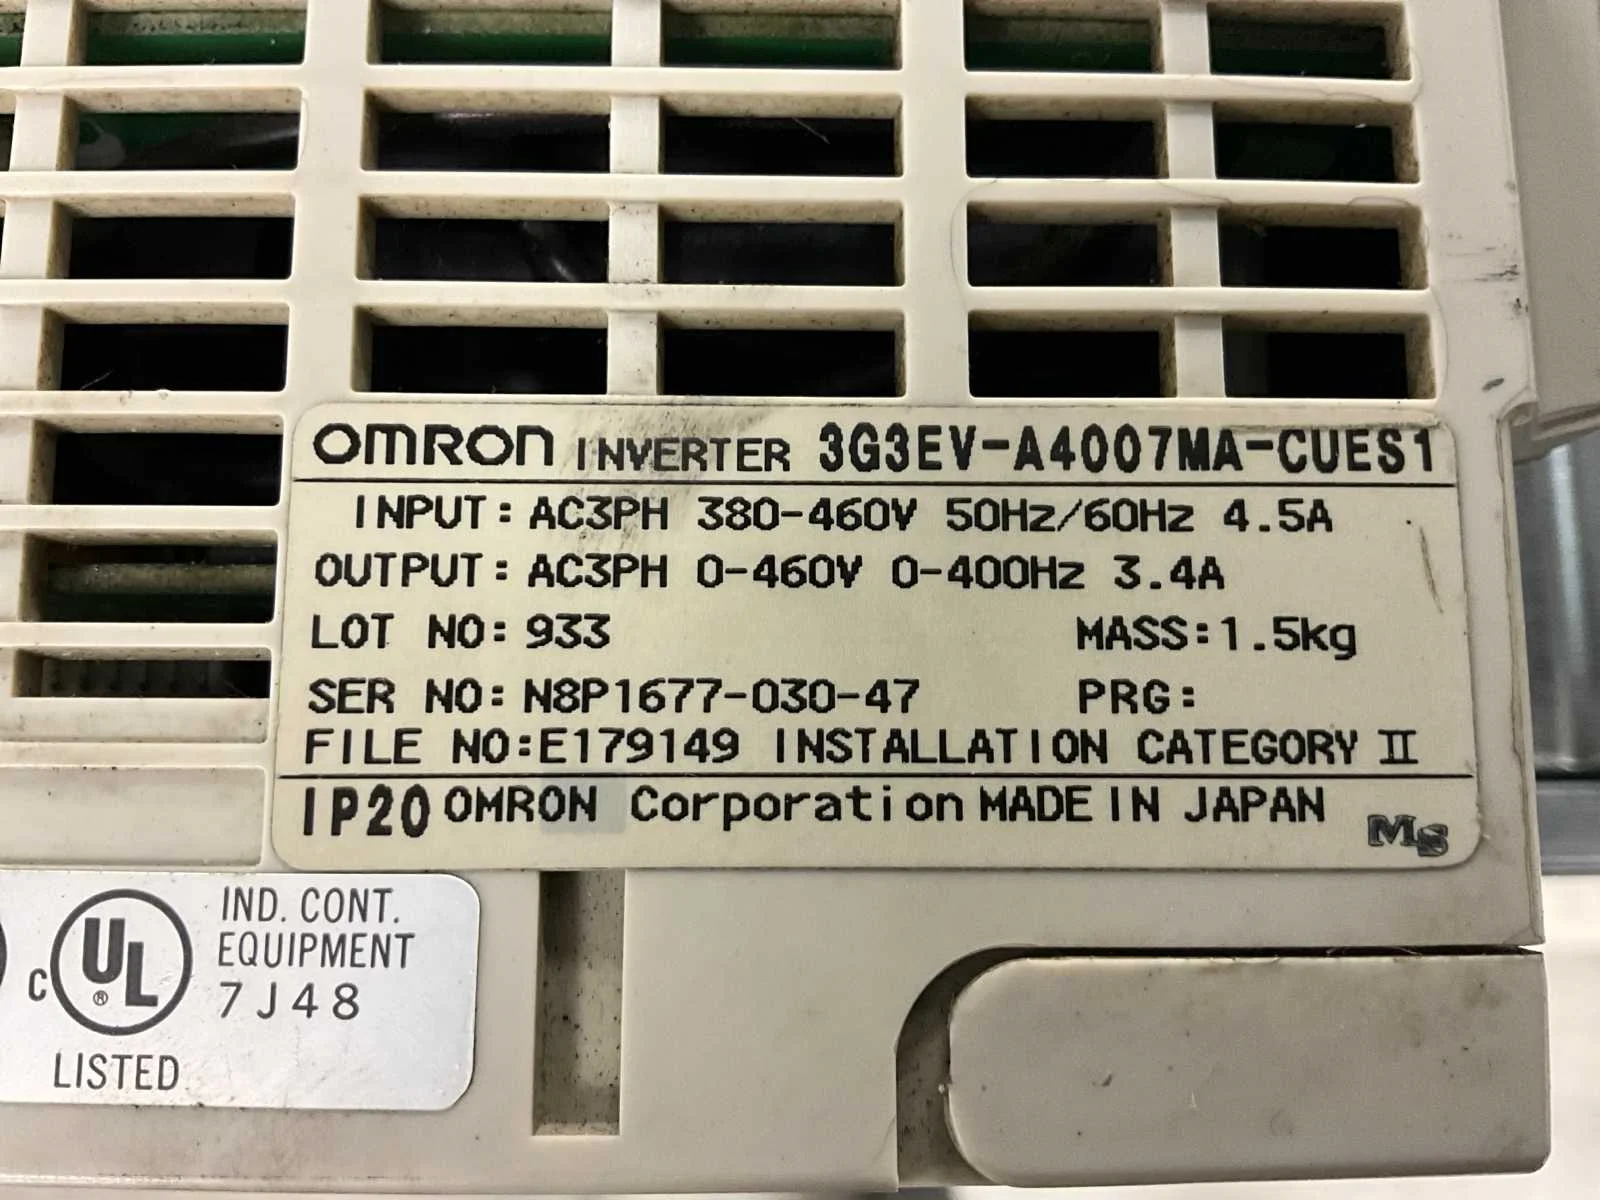 OMRON INVERTER 3G3EV-A4007MA-CUES1
INPUT: AC3PH 380-460V 50Hz/60Hz 4.5A
OUTPUT: AC3PH 0-460V 0-400Hz 3.4A
LOT NO: 933 MASS:1.5kg
SER NO: N8P1677-030-47 PRG:
FILE NO:E179149 INSTALLATION CATEGORY II
IP20 OMRON Corporation MADE IN JAPAN
MS
IND. CONT.
EQUIPMENT
7J48
C UL ®
LISTED